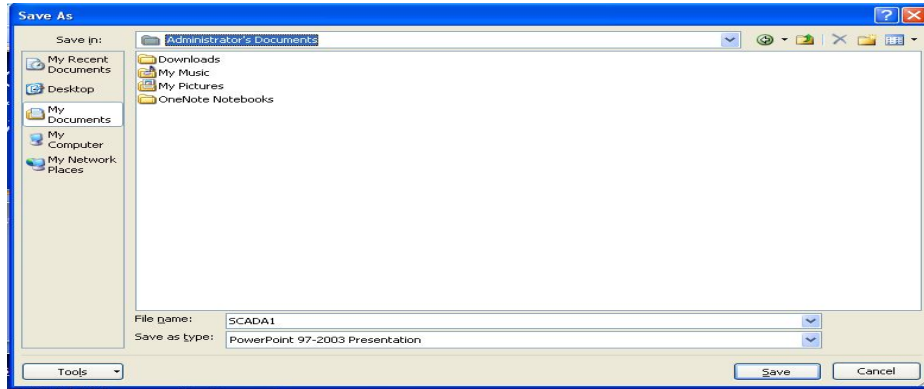 Save As
Save in:
Administrator's Documents
My Recent
Documents
Desktop
My
Documents
My
Computer
My Network
Places
Downloads
My Music
My Pictures
OneNote Notebooks
File name:
SCADA1
Save as type:
PowerPoint 97-2003 Presentation
Tools
Save
Cancel